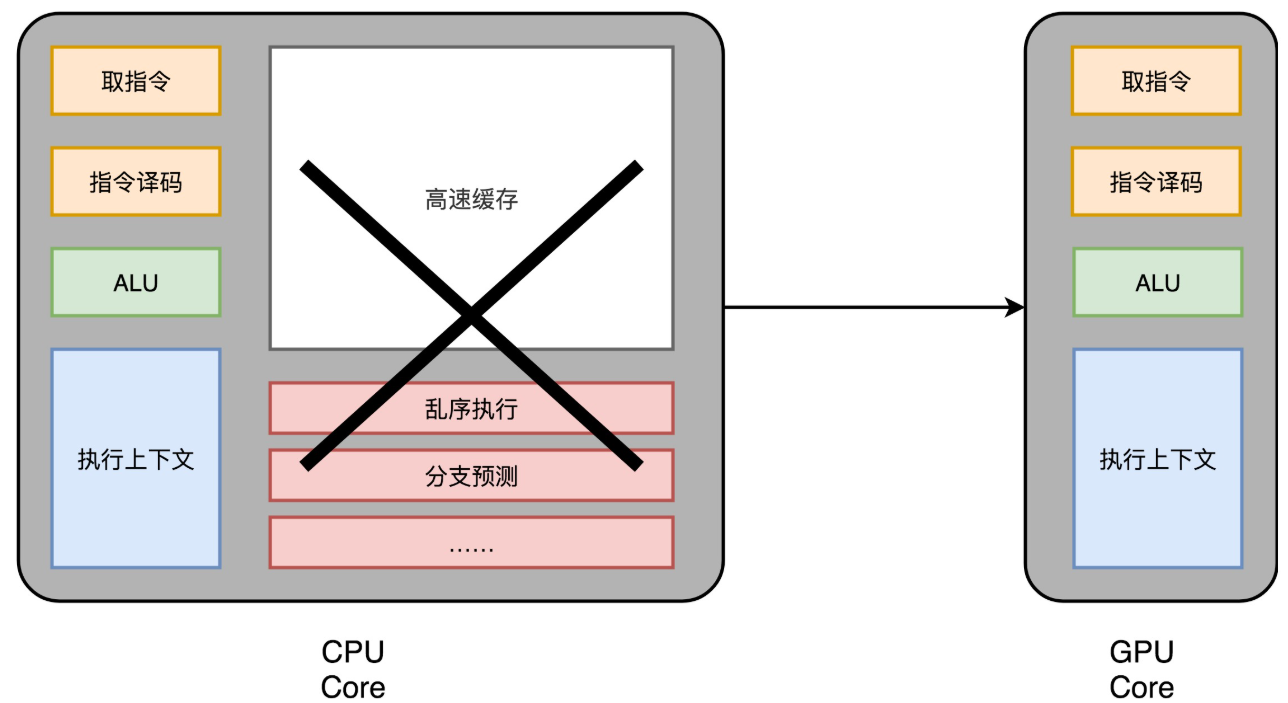 取指令
指令译码
ALU
执行上下文
高速缓存
乱序执行
分支预测
……
CPU
Core
取指令
指令译码
ALU
执行上下文
GPU
Core